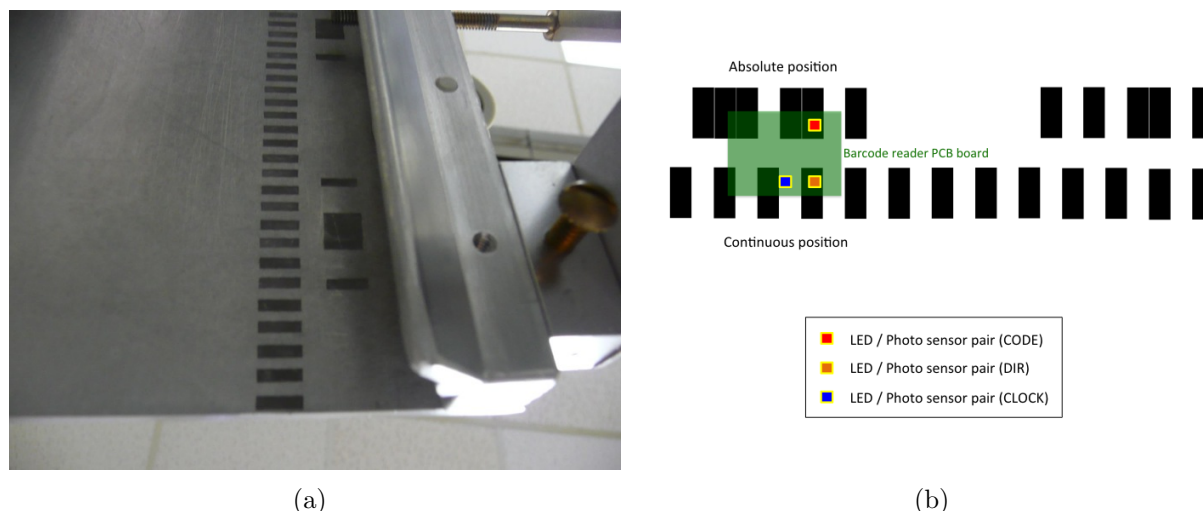 Absolute position
Barcode reader PCB board
Continuous position
LED / Photo sensor pair (CODE)
LED / Photo sensor pair (DIR)
LED / Photo sensor pair (CLOCK)
(a)
(b)